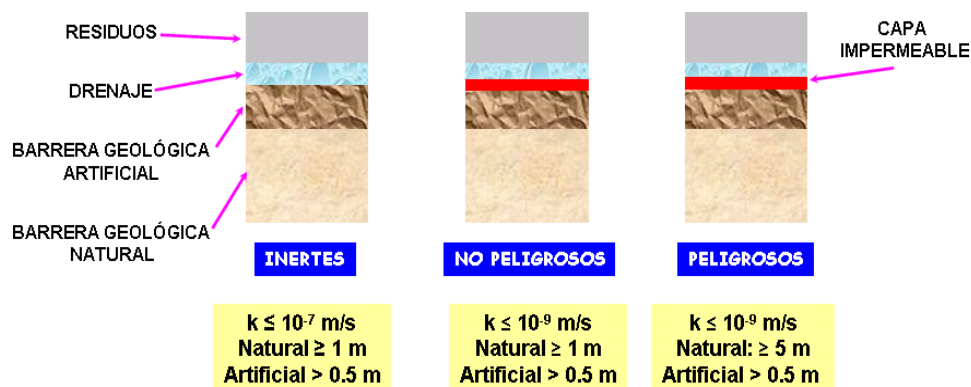 RESIDUOS
DRENAJE
BARRERA GEOLÓGICA
ARTIFICIAL
BARRERA GEOLÓGICA
NATURAL
CAPA
IMPERMEABLE
INERTES
NO PELIGROSOS
PELIGROSOS
k ≤ 10⁻⁷ m/s
Natural ≥ 1 m
Artificial > 0.5 m
k ≤ 10⁻⁹ m/s
Natural ≥ 1 m
Artificial > 0.5 m
k ≤ 10⁻⁹ m/s
Natural: ≥ 5 m
Artificial > 0.5 m